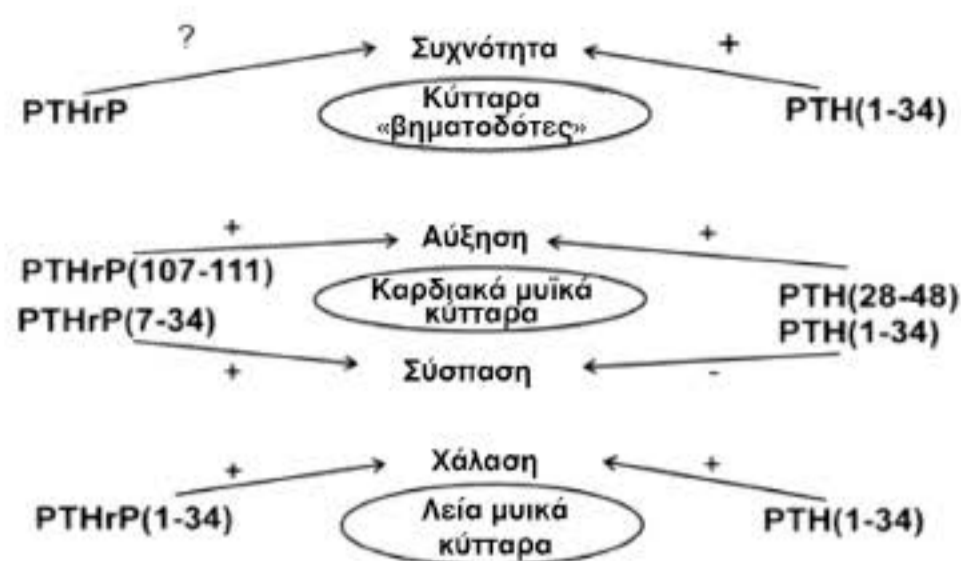 ? Συχνότητα +
PTHrP Κύτταρα PTH(1-34)
«βηματοδότες»
+ Αύξηση +
PTHrP(107-111) Καρδιακά μυϊκά PTH(28-48)
PTHrP(7-34) κύτταρα PTH(1-34)
+ Σύσπαση -
+ Χάλαση +
PTHrP(1-34) Λεία μυικά PTH(1-34)
κύτταρα